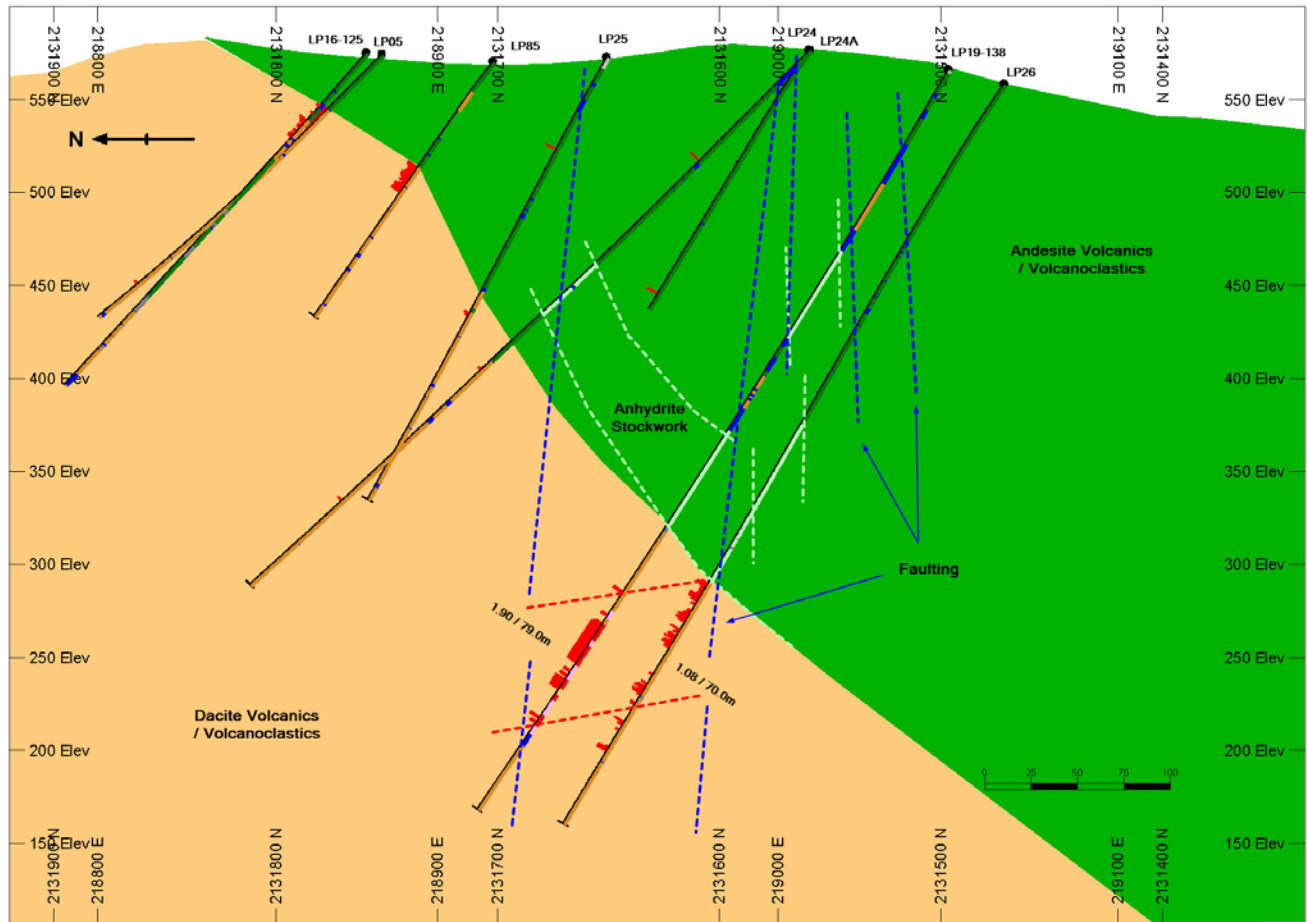 2131900 N
218800 E
2131800 N
218900 E
2131700 N
2131600 N
219000 E
2131500 N
219100 E
2131400 N
LP16-125
LP05
LP85
LP25
LP24
LP24A
LP19-138
LP26
550 Elev
550 Elev
N
500 Elev
500 Elev
Andesite Volcanics
/ Volcanoclastics
450 Elev
450 Elev
400 Elev
400 Elev
Anhydrite
Stockwork
350 Elev
350 Elev
300 Elev
300 Elev
Faulting
1.90 / 79.0m
250 Elev
250 Elev
1.08 / 70.0m
Dacite Volcanics
/ Volcanoclastics
200 Elev
200 Elev
0 25 50 75 100
150 Elev
150 Elev
2131900 N
218800 E
2131800 N
218900 E
2131700 N
2131600 N
219000 E
2131500 N
219100 E
2131400 N